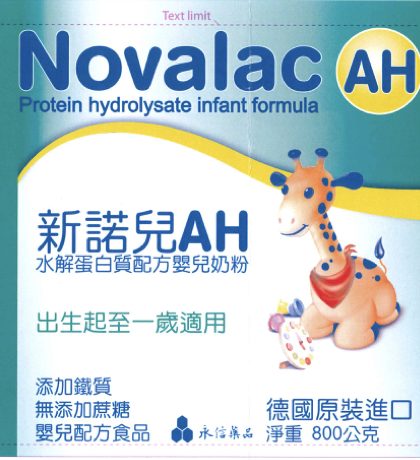 Text limit
Novalac AH
Protein hydrolysate infant formula
新諾兒AH
水解蛋白質配方嬰兒奶粉
出生起至一歲適用
添加鐵質
無添加蔗糖
嬰兒配方食品
永信藥品
德國原裝進口
淨重 800公克